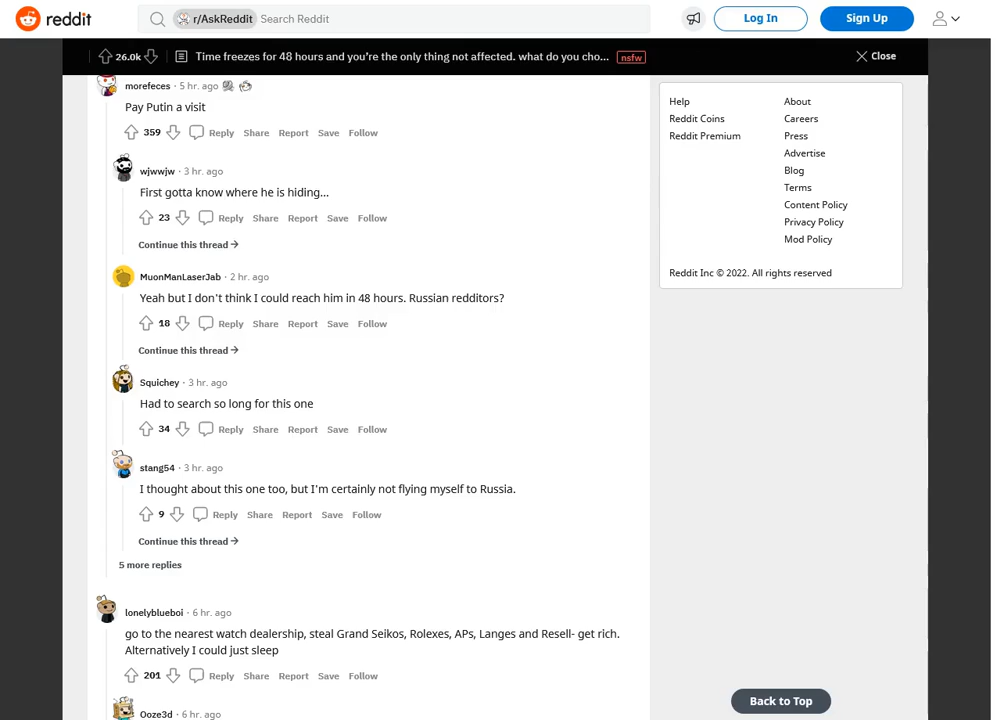 reddit
r/AskReddit Search Reddit
Log In
Sign Up
26.0k
Time freezes for 48 hours and you're the only thing not affected. what do you cho...
nsfw
Close
morefeces · 5 hr. ago
Pay Putin a visit
359 Reply Share Report Save Follow
wjwwjw · 3 hr. ago
First gotta know where he is hiding...
23 Reply Share Report Save Follow
Continue this thread →
MuonManLaserJab · 2 hr. ago
Yeah but I don't think I could reach him in 48 hours. Russian redditors?
18 Reply Share Report Save Follow
Continue this thread →
Squichey · 3 hr. ago
Had to search so long for this one
34 Reply Share Report Save Follow
stang54 · 3 hr. ago
I thought about this one too, but I'm certainly not flying myself to Russia.
9 Reply Share Report Save Follow
Continue this thread →
5 more replies
lonelyblueboi · 6 hr. ago
go to the nearest watch dealership, steal Grand Seikos, Rolexes, APs, Langes and Resell- get rich.
Alternatively I could just sleep
201 Reply Share Report Save Follow
Ooze3d · 6 hr. ago
Help
Reddit Coins
Reddit Premium
About
Careers
Press
Advertise
Blog
Terms
Content Policy
Privacy Policy
Mod Policy
Reddit Inc © 2022. All rights reserved
Back to Top